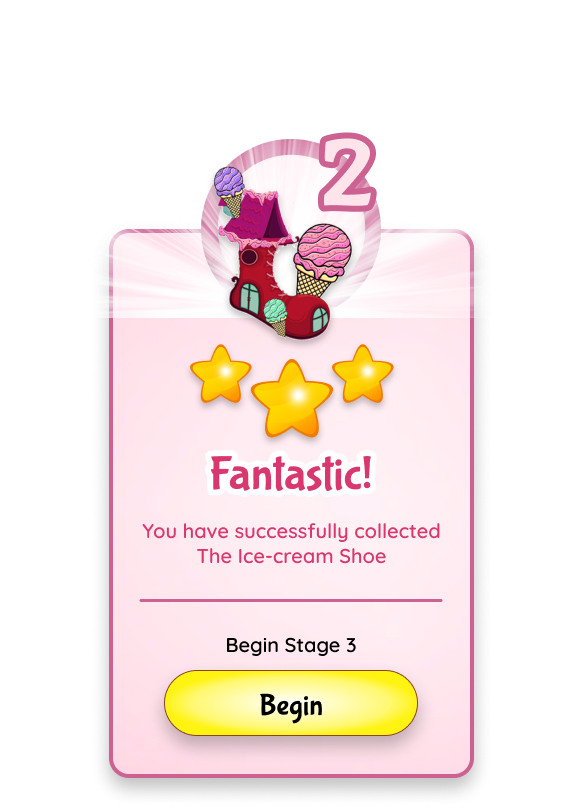 2
Fantastic!
You have successfully collected
The Ice-cream Shoe
Begin Stage 3
Begin